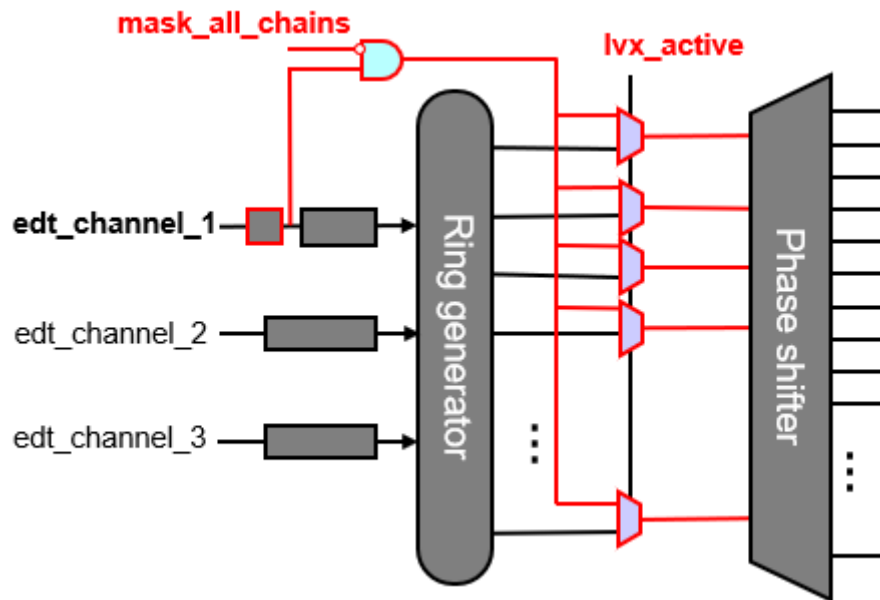 mask_all_chains
lvx_active
edt_channel_1
edt_channel_2
edt_channel_3
Ring generator
...
Phase shifter
...